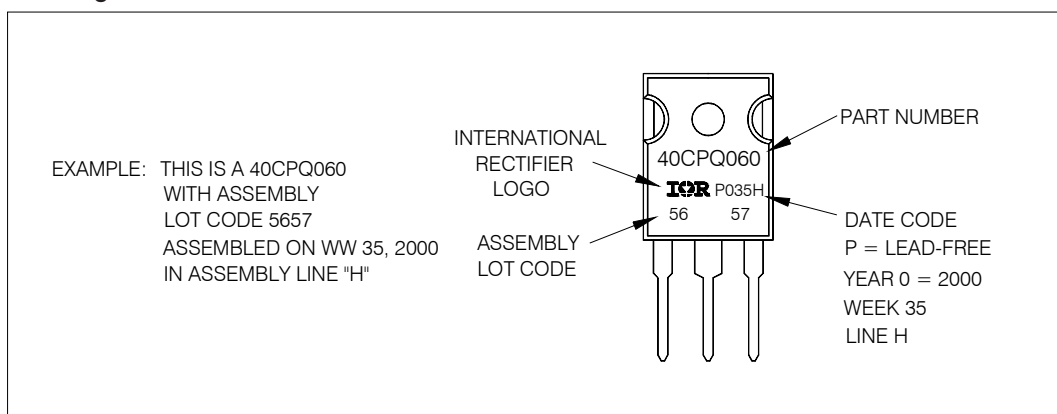 EXAMPLE: THIS IS A 40CPQ060
WITH ASSEMBLY
LOT CODE 5657
ASSEMBLED ON WW 35, 2000
IN ASSEMBLY LINE "H"
INTERNATIONAL
RECTIFIER
LOGO
ASSEMBLY
LOT CODE
40CPQ060
IOR P035H
56 57
PART NUMBER
DATE CODE
P = LEAD-FREE
YEAR 0 = 2000
WEEK 35
LINE H